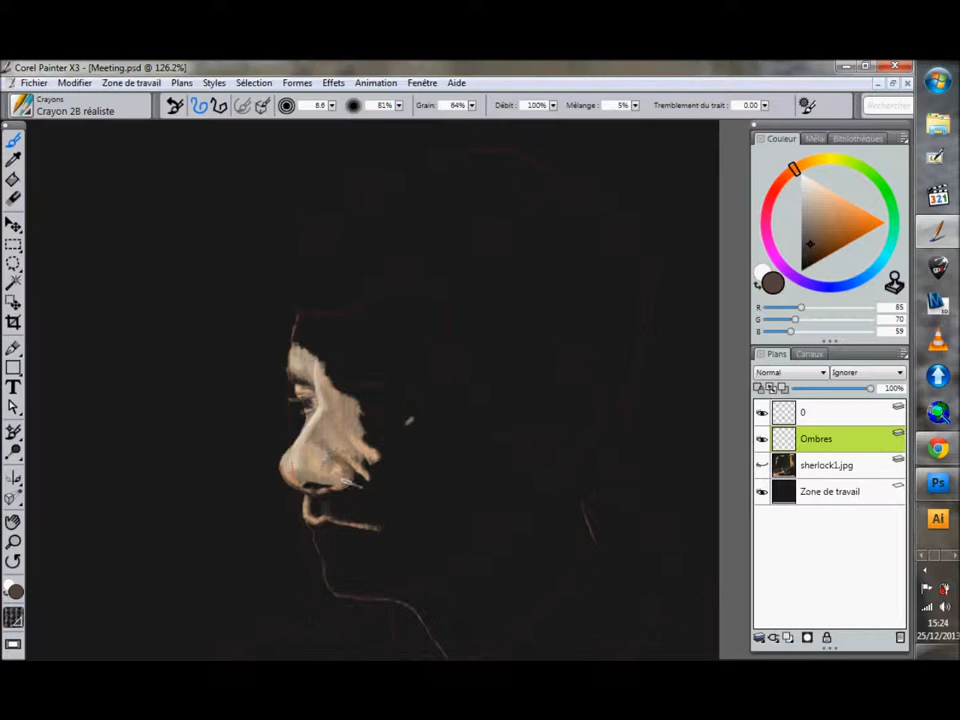 Corel Painter X3 - [Meeting.psd @ 126.2%]
Fichier Modifier Zone de travail Plans Styles Sélection Formes Effets Animation Fenêtre Aide
Crayons
Crayon 2B réaliste
8.6 81% Grain: 64% Débit: 100% Mélange: 5% Tremblement du trait: 0.00 Rechercher
Couleur Méla Bibliothèques
R 85
G 70
B 59
Plans Canaux
Normal Ignorer
100%
0
Ombres
sherlock1.jpg
Zone de travail
321
Ps
Ai
15:24
25/12/2013